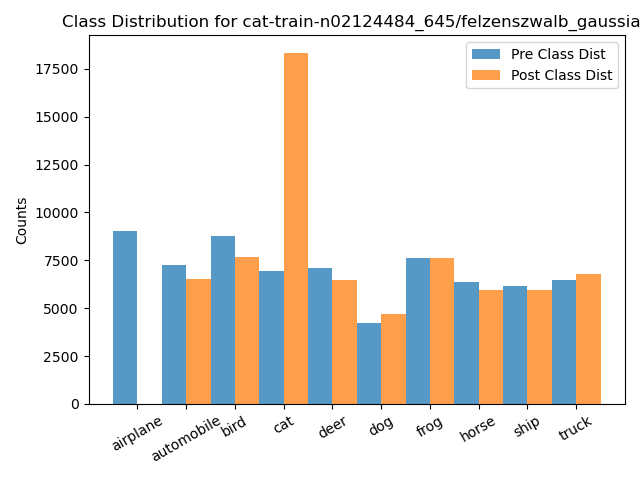 Class Distribution for cat-train-n02124484_645/felzenszwalb_gaussia
Pre Class Dist
Post Class Dist
Counts
17500
15000
12500
10000
7500
5000
2500
0
airplane
automobile
bird
cat
deer
dog
frog
horse
ship
truck